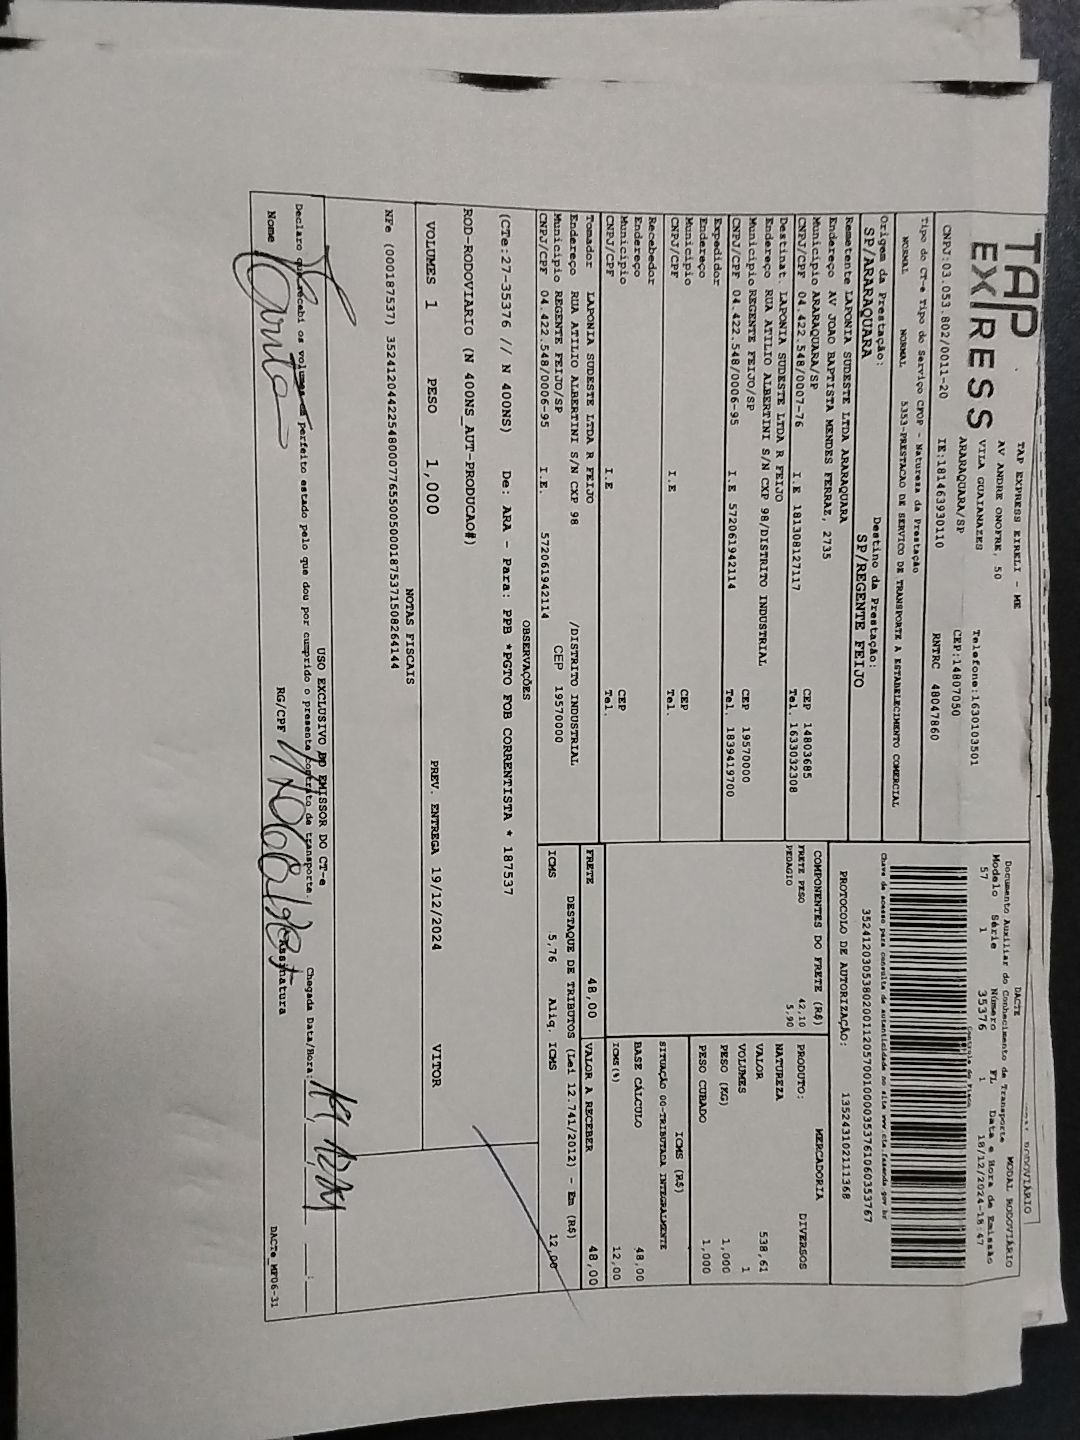 TAP
EXPRESS
TAP EXPRESS EIRELI - ME
AV ANDRE ONOFRE, 50
VILA GUAIANAZES
ARARAQUARA/SP
Telefone:1630103501
CEP:14807050
CNPJ:03.053.802/0011-20
IE:181463930110
RNTRC 48047860
RODOVIÁRIO
DACTE
MODAL RODOVIÁRIO
Documento Auxiliar do Conhecimento de Transporte
Modelo Série Número FL Data e Hora de Emissão
57 1 35376 1 18/12/2024-18:47
Controle do Fisco
Chave de acesso para consulta de autenticidade no site www.cte.fazenda.gov.br
35241203053802001120570010000353761060353767
PROTOCOLO DE AUTORIZAÇÃO: 135243102111368
Tipo do CT-e Tipo do Serviço CFOP - Natureza da Prestação
NORMAL NORMAL 5353-PRESTACAO DE SERVICO DE TRANSPORTE A ESTABELECIMENTO COMERCIAL
Origem da Prestação: Destino da Prestação:
SP/ARARAQUARA SP/REGENTE FEIJO
Remetente LAPONIA SUDESTE LTDA ARARAQUARA
Endereço AV JOAO BAPTISTA MENDES FERRAZ, 2735
Município ARARAQUARA/SP CEP 14803685
CNPJ/CPF 04.422.548/0007-76 I.E 181308127117 Tel. 1633032308
Destinat. LAPONIA SUDESTE LTDA R FEIJO
Endereço RUA ATILIO ALBERTINI S/N CXP 98/DISTRITO INDUSTRIAL
Município REGENTE FEIJO/SP CEP 19570000
CNPJ/CPF 04.422.548/0006-95 I.E 572061942114 Tel. 1839419700
Expedidor
Endereço
Município CEP
CNPJ/CPF I.E Tel.
Recebedor
Endereço
Município CEP
CNPJ/CPF I.E Tel.
Tomador LAPONIA SUDESTE LTDA R FEIJO
Endereço RUA ATILIO ALBERTINI S/N CXP 98 /DISTRITO INDUSTRIAL
Município REGENTE FEIJO/SP CEP 19570000
CNPJ/CPF 04.422.548/0006-95 I.E. 572061942114
COMPONENTES DO FRETE (R$)
FRETE PESO 42,10
PEDAGIO 5,90
MERCADORIA
PRODUTO: DIVERSOS
NATUREZA
VALOR 538,61
VOLUMES 1
PESO (KG) 1,000
PESO CUBADO 1,000
ICMS (R$)
SITUAÇÃO 00-TRIBUTADA INTEGRALMENTE
BASE CÁLCULO 48,00
ICMS(%) 12,00
FRETE 48,00 VALOR A RECEBER 48,00
DESTAQUE DE TRIBUTOS (Lei 12.741/2012) - Em (R$)
ICMS 5,76 Aliq. ICMS 12,00
OBSERVAÇÕES
(CTe:27-35376 // N 400NS) De: ARA - Para: PPB *PGTO FOB CORRENTISTA * 187537
ROD-RODOVIARIO (N 400NS_AUT-PRODUCAO#)
VOLUMES 1 PESO 1,000 PREV. ENTREGA 19/12/2024 VITOR
NOTAS FISCAIS
NFe (000187537) 35241204422548000776550050001875371508264144
USO EXCLUSIVO DO EMISSOR DO CT-e
Declaro que recebi os volumes em perfeito estado pelo que dou por cumprido o presente contrato de transporte. Chegada Data/Hora:
Nome RG/CPF Assinatura
DACTe_MF06-31